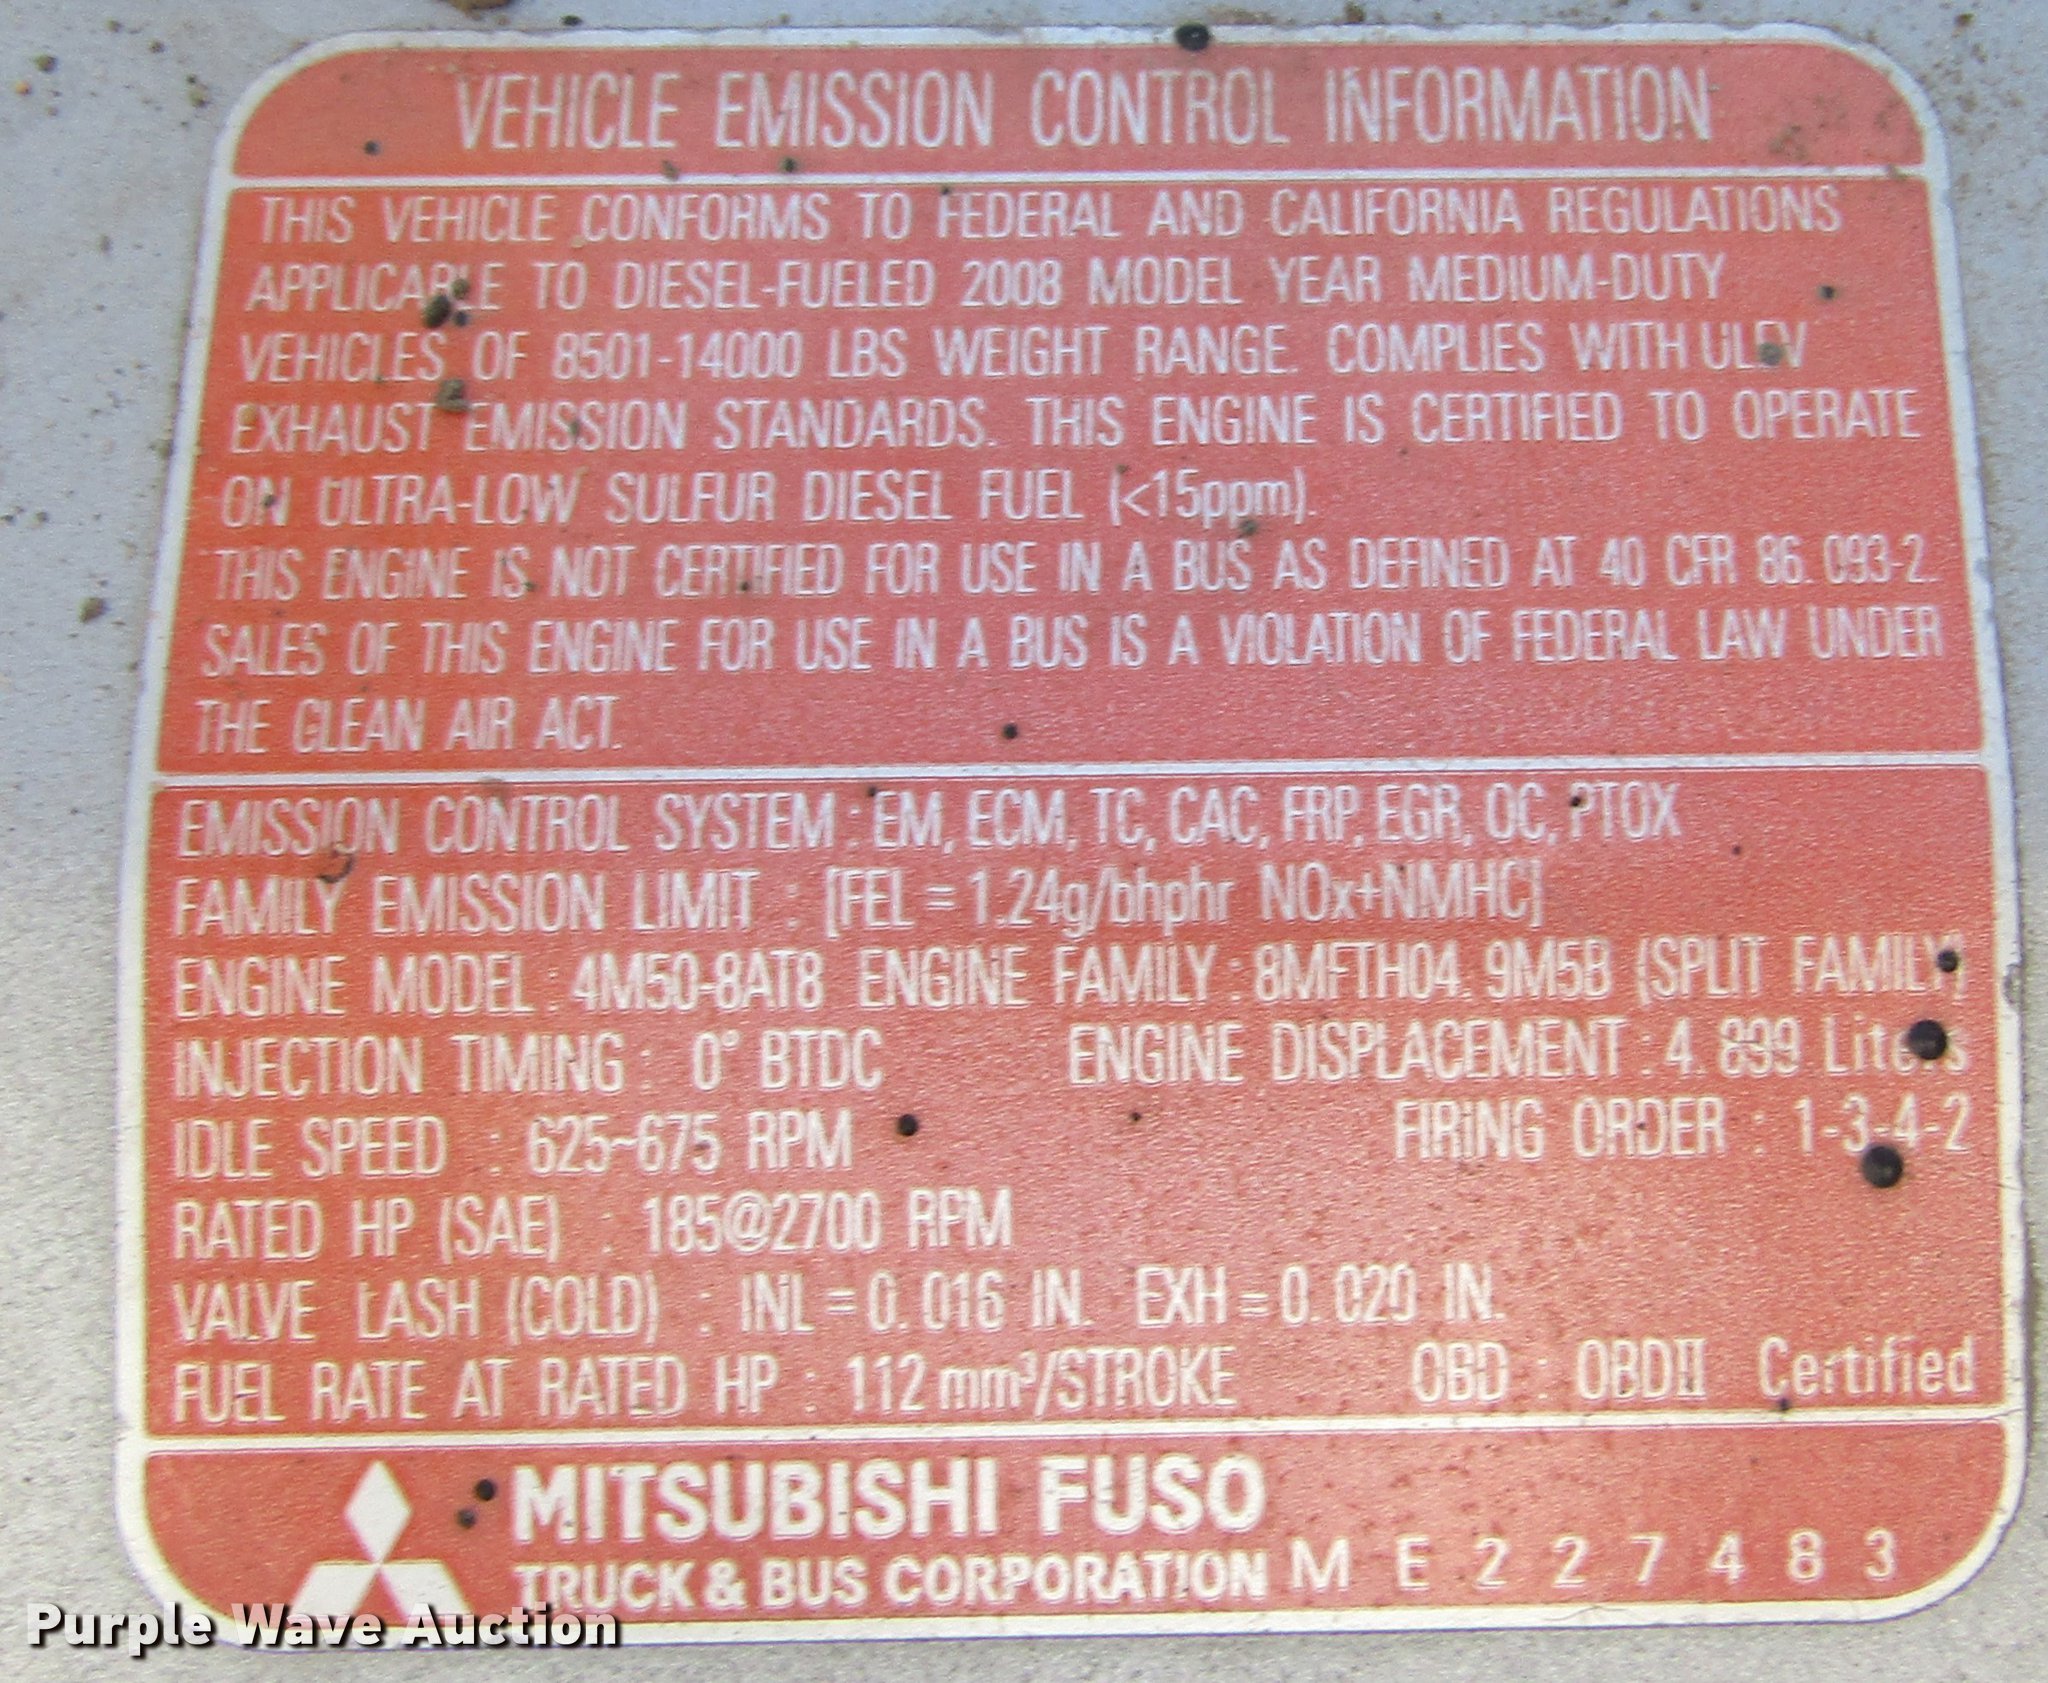 VEHICLE EMISSION CONTROL INFORMATION
THIS VEHICLE CONFORMS TO FEDERAL AND CALIFORNIA REGULATIONS
APPLICABLE TO DIESEL-FUELED 2008 MODEL YEAR MEDIUM-DUTY
VEHICLES OF 8501-14000 LBS WEIGHT RANGE. COMPLIES WITH ULEV
EXHAUST EMISSION STANDARDS. THIS ENGINE IS CERTIFIED TO OPERATE
ON ULTRA-LOW SULFUR DIESEL FUEL (<15ppm).
THIS ENGINE IS NOT CERTIFIED FOR USE IN A BUS AS DEFINED AT 40 CFR 86.093-2.
SALES OF THIS ENGINE FOR USE IN A BUS IS A VIOLATION OF FEDERAL LAW UNDER
THE CLEAN AIR ACT.
EMISSION CONTROL SYSTEM : EM, ECM, TC, CAC, FRP, EGR, OC, PTOX
FAMILY EMISSION LIMIT : [FEL = 1.24g/bhphr NOx+NMHC]
ENGINE MODEL : 4M50-8AT8 ENGINE FAMILY : 8MFTH04.9M5B (SPLIT FAMILY)
INJECTION TIMING : 0° BTDC ENGINE DISPLACEMENT : 4.899 Liters
IDLE SPEED : 625~675 RPM FIRING ORDER : 1-3-4-2
RATED HP (SAE) : 185@2700 RPM
VALVE LASH (COLD) : INL = 0.016 IN. EXH = 0.020 IN.
FUEL RATE AT RATED HP : 112 mm³/STROKE OBD : OBDII Certified
MITSUBISHI FUSO
TRUCK & BUS CORPORATION ME227483
Purple Wave Auction